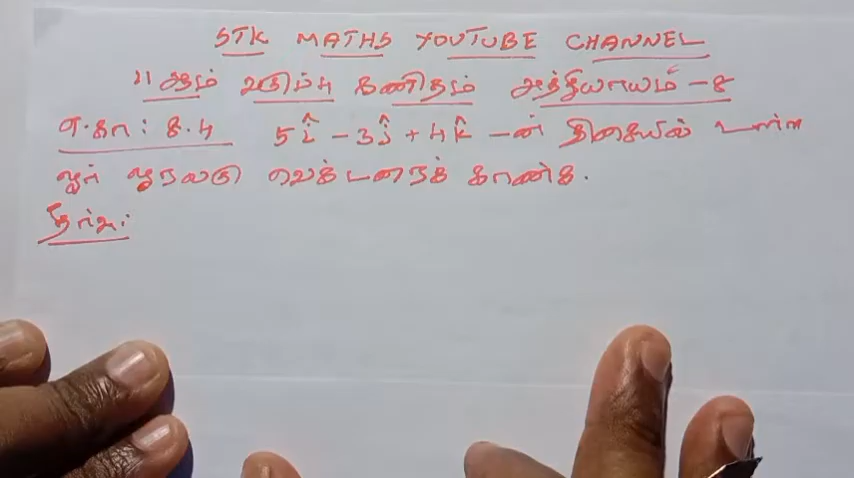 STK MATHS YOUTUBE CHANNEL
11 ஆம் வகுப்பு கணிதம் அத்தியாயம் - 8
எ.கா : 8.4 5î - 3ĵ + 4k̂ - ன் திசையில் உள்ள
ஓர் ஓரலகு வெக்டரைக் காண்க.
தீர்வு: